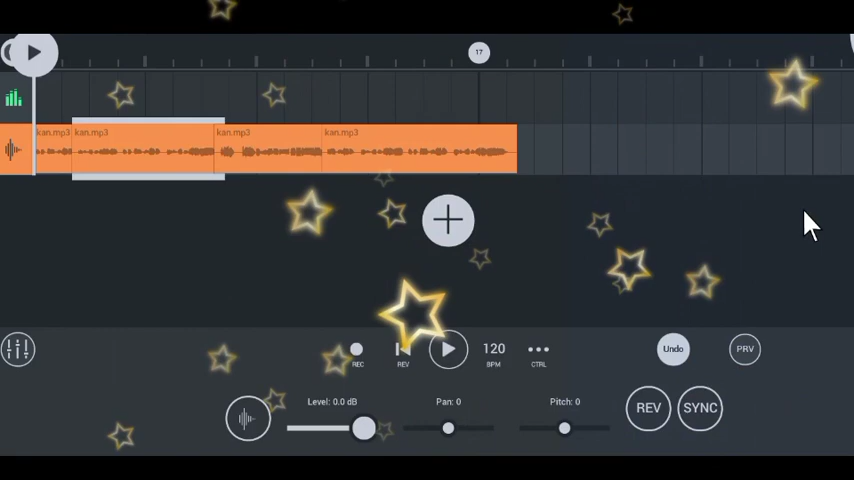 17
kan.mp3 kan.mp3 kan.mp3 kan.mp3
120 Undo PRV
REC REV BPM CTRL
Level: 0.0 dB Pan: 0 Pitch: 0
REV SYNC